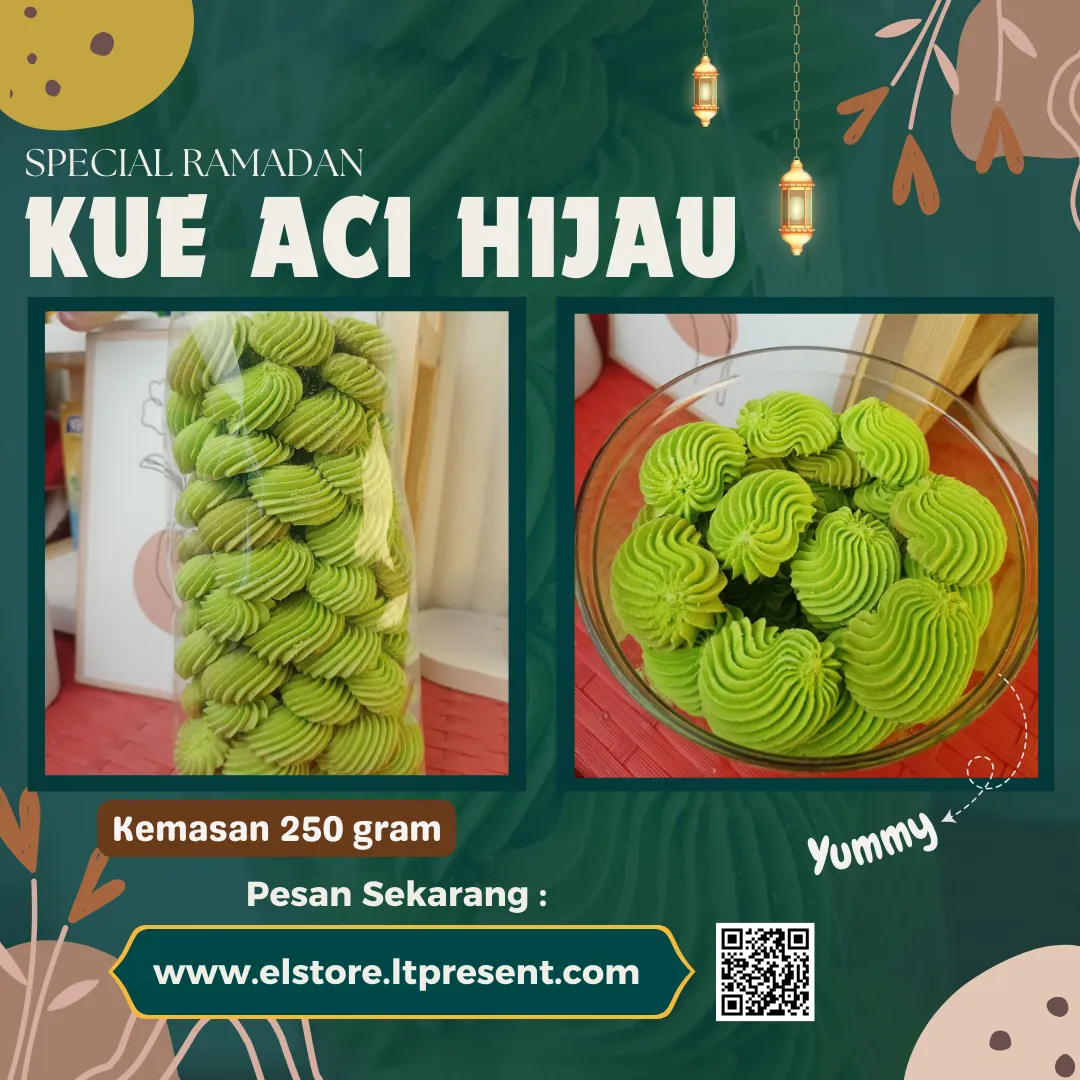 SPECIAL RAMADAN
KUE ACI HIJAU
Kemasan 250 gram
Yummy
Pesan Sekarang :
www.elstore.ltpresent.com